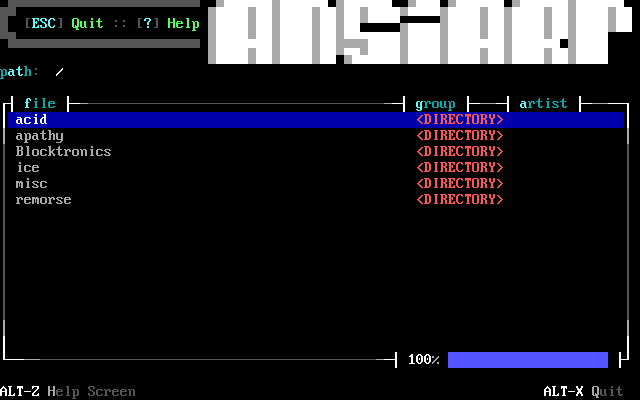 [ESC] Quit :: [?] Help
path: /
file group artist
acid <DIRECTORY>
apathy <DIRECTORY>
Blocktronics <DIRECTORY>
ice <DIRECTORY>
misc <DIRECTORY>
remorse <DIRECTORY>
100%
ALT-Z Help Screen ALT-X Quit